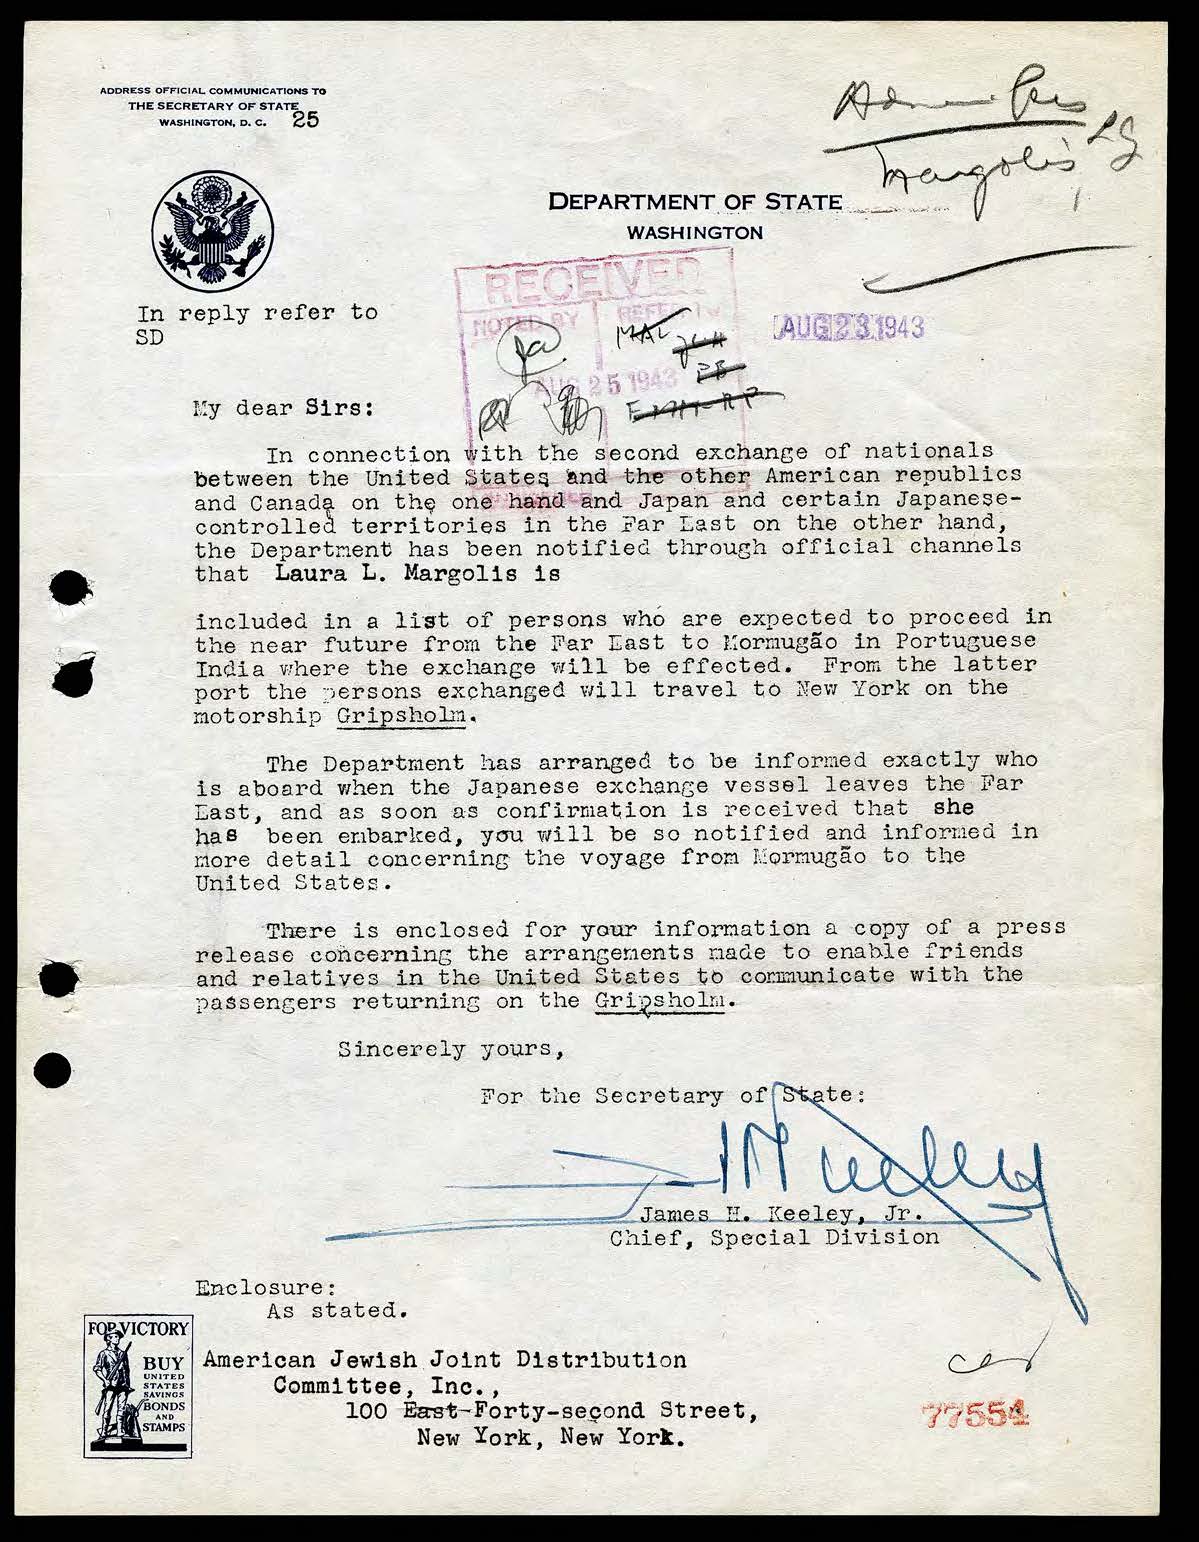 ADDRESS OFFICIAL COMMUNICATIONS TO
THE SECRETARY OF STATE
WASHINGTON, D. C. 25
Margolis
DEPARTMENT OF STATE
WASHINGTON
In reply refer to
SD
RECEIVED
NOTED BY
AUG 25 1943
AUG 23 1943
My dear Sirs:
In connection with the second exchange of nationals
between the United States and the other American republics
and Canada on the one hand and Japan and certain Japanese-
controlled territories in the Far East on the other hand,
the Department has been notified through official channels
that Laura L. Margolis is
included in a list of persons who are expected to proceed in
the near future from the Far East to Mormugão in Portuguese
India where the exchange will be effected. From the latter
port the persons exchanged will travel to New York on the
motorship Gripsholm.
The Department has arranged to be informed exactly who
is aboard when the Japanese exchange vessel leaves the Far
East, and as soon as confirmation is received that she
has been embarked, you will be so notified and informed in
more detail concerning the voyage from Mormugão to the
United States.
There is enclosed for your information a copy of a press
release concerning the arrangements made to enable friends
and relatives in the United States to communicate with the
passengers returning on the Gripsholm.
Sincerely yours,
For the Secretary of State:
James H. Keeley, Jr.
Chief, Special Division
Enclosure:
As stated.
FOR VICTORY
BUY
UNITED
STATES
SAVINGS
BONDS
AND
STAMPS
American Jewish Joint Distribution
Committee, Inc.,
100 East Forty-second Street,
New York, New York.
77554